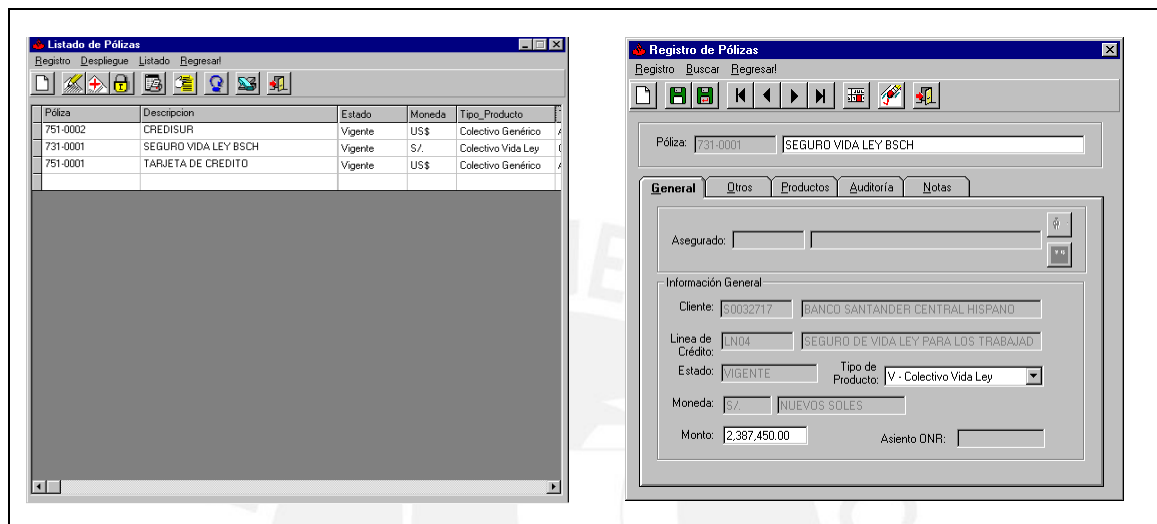 Listado de Pólizas
Registro Despliegue Listado Regresar!
Póliza Descripcion Estado Moneda Tipo_Producto
751-0002 CREDISUR Vigente US$ Colectivo Genérico
731-0001 SEGURO VIDA LEY BSCH Vigente S/. Colectivo Vida Ley
751-0001 TARJETA DE CREDITO Vigente US$ Colectivo Genérico
Registro de Pólizas
Registro Buscar Regresar!
Póliza: 731-0001 SEGURO VIDA LEY BSCH
General Otros Productos Auditoría Notas
Asegurado:
Información General
Cliente: S0032717 BANCO SANTANDER CENTRAL HISPANO
Linea de Crédito: LN04 SEGURO DE VIDA LEY PARA LOS TRABAJAD
Estado: VIGENTE Tipo de Producto: V - Colectivo Vida Ley
Moneda: S/. NUEVOS SOLES
Monto: 2,387,450.00 Asiento ONR: